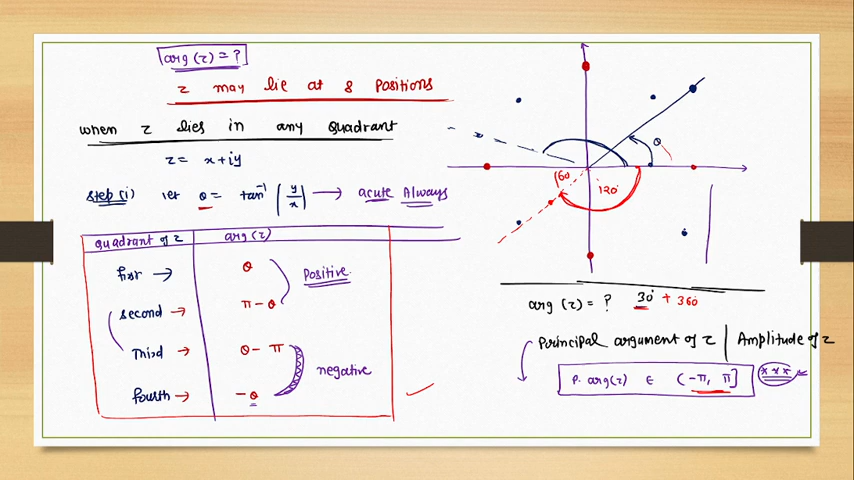 arg (z) = ?
z may lie at 8 positions
when z lies in any quadrant
z = x+iy
step (i) let θ = tan⁻¹ |y/x| → acute Always
quadrant of z arg (z)
first → θ
second → π - θ
Third → θ - π
fourth → - θ
Positive
negative
θ
60
120°
arg (z) = ? 30° + 360
Principal argument of z | Amplitude of z
P. arg(z) ∈ (-π, π] ***